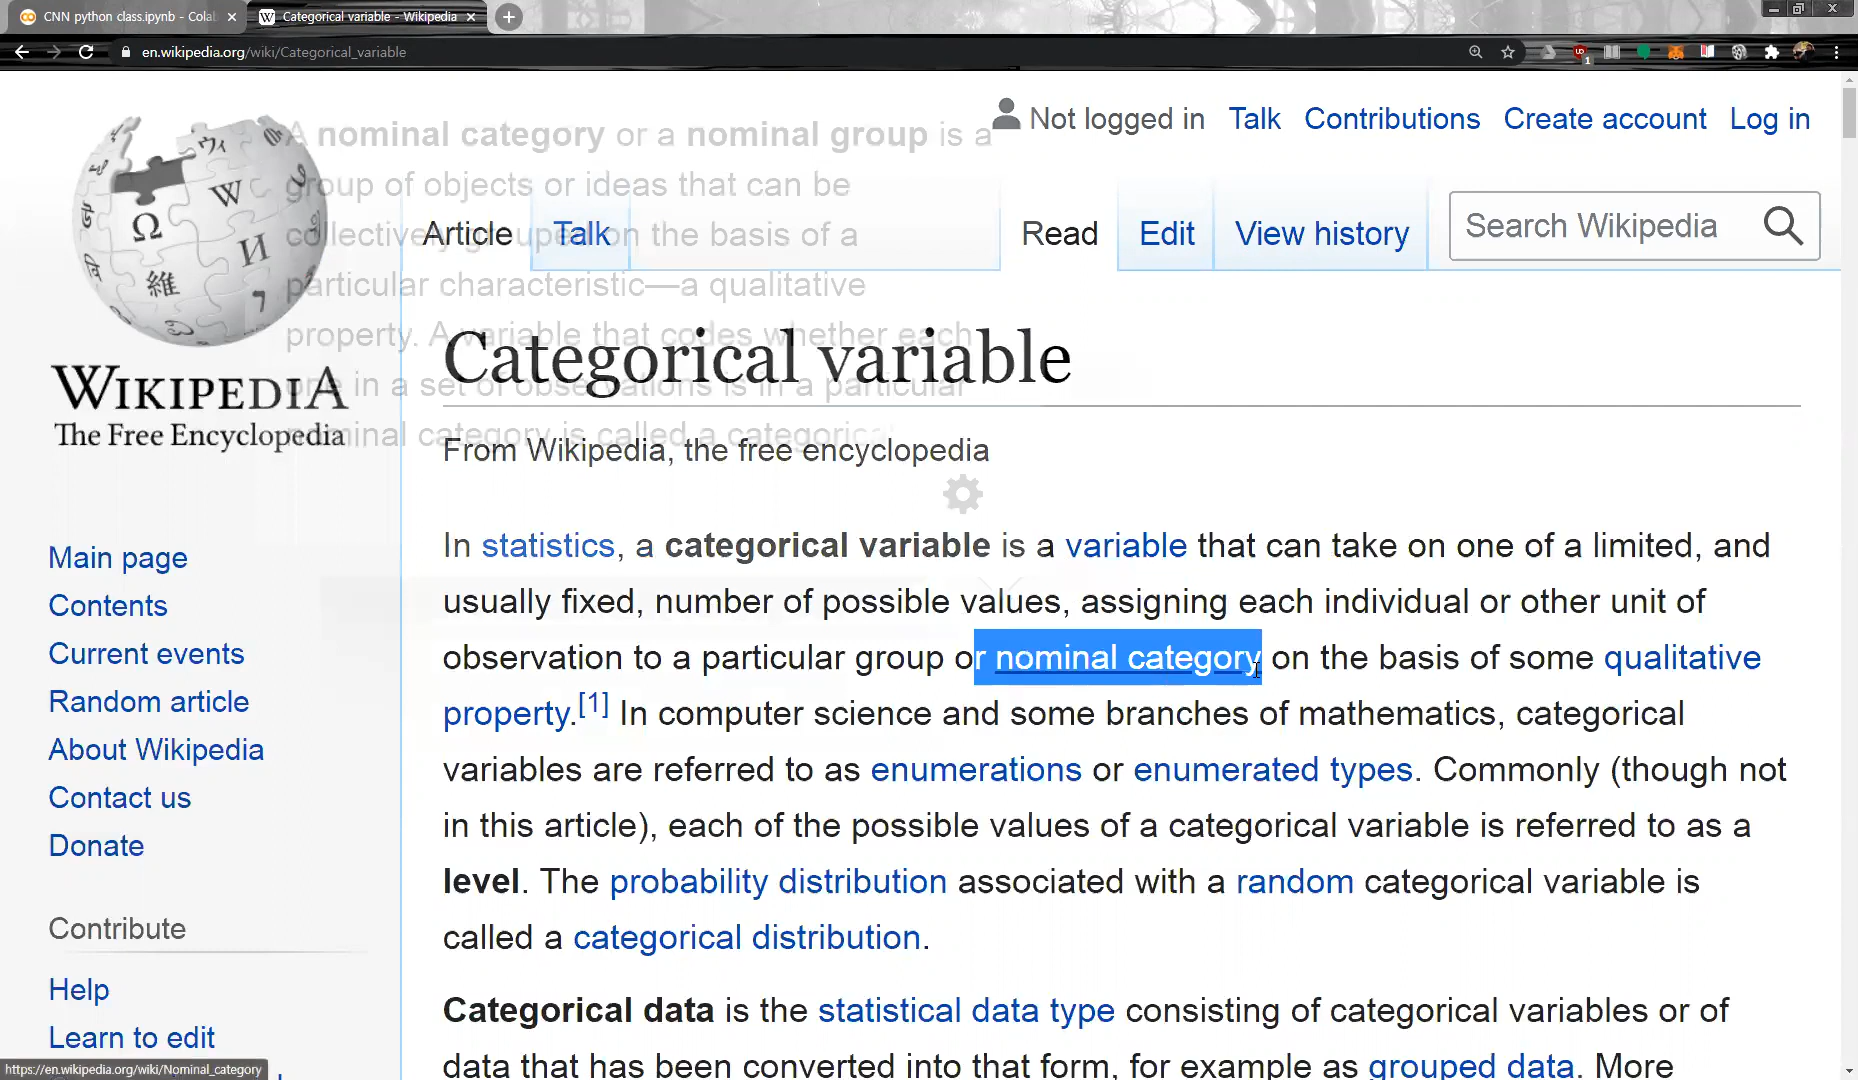 CNN python class.ipynb - Colab
Categorical variable - Wikipedia
en.wikipedia.org/wiki/Categorical_variable
Not logged in Talk Contributions Create account Log in
A nominal category or a nominal group is a
group of objects or ideas that can be
collectively grouped on the basis of a
particular characteristic—a qualitative
property. A variable that codes whether each
one in a set of observations is in a particular
nominal category is called a categorical
Article Talk Read Edit View history Search Wikipedia
WIKIPEDIA
The Free Encyclopedia
Main page
Contents
Current events
Random article
About Wikipedia
Contact us
Donate
Contribute
Help
Learn to edit
Categorical variable
From Wikipedia, the free encyclopedia
In statistics, a categorical variable is a variable that can take on one of a limited, and
usually fixed, number of possible values, assigning each individual or other unit of
observation to a particular group or nominal category on the basis of some qualitative
property.[1] In computer science and some branches of mathematics, categorical
variables are referred to as enumerations or enumerated types. Commonly (though not
in this article), each of the possible values of a categorical variable is referred to as a
level. The probability distribution associated with a random categorical variable is
called a categorical distribution.
Categorical data is the statistical data type consisting of categorical variables or of
data that has been converted into that form, for example as grouped data. More
https://en.wikipedia.org/wiki/Nominal_category